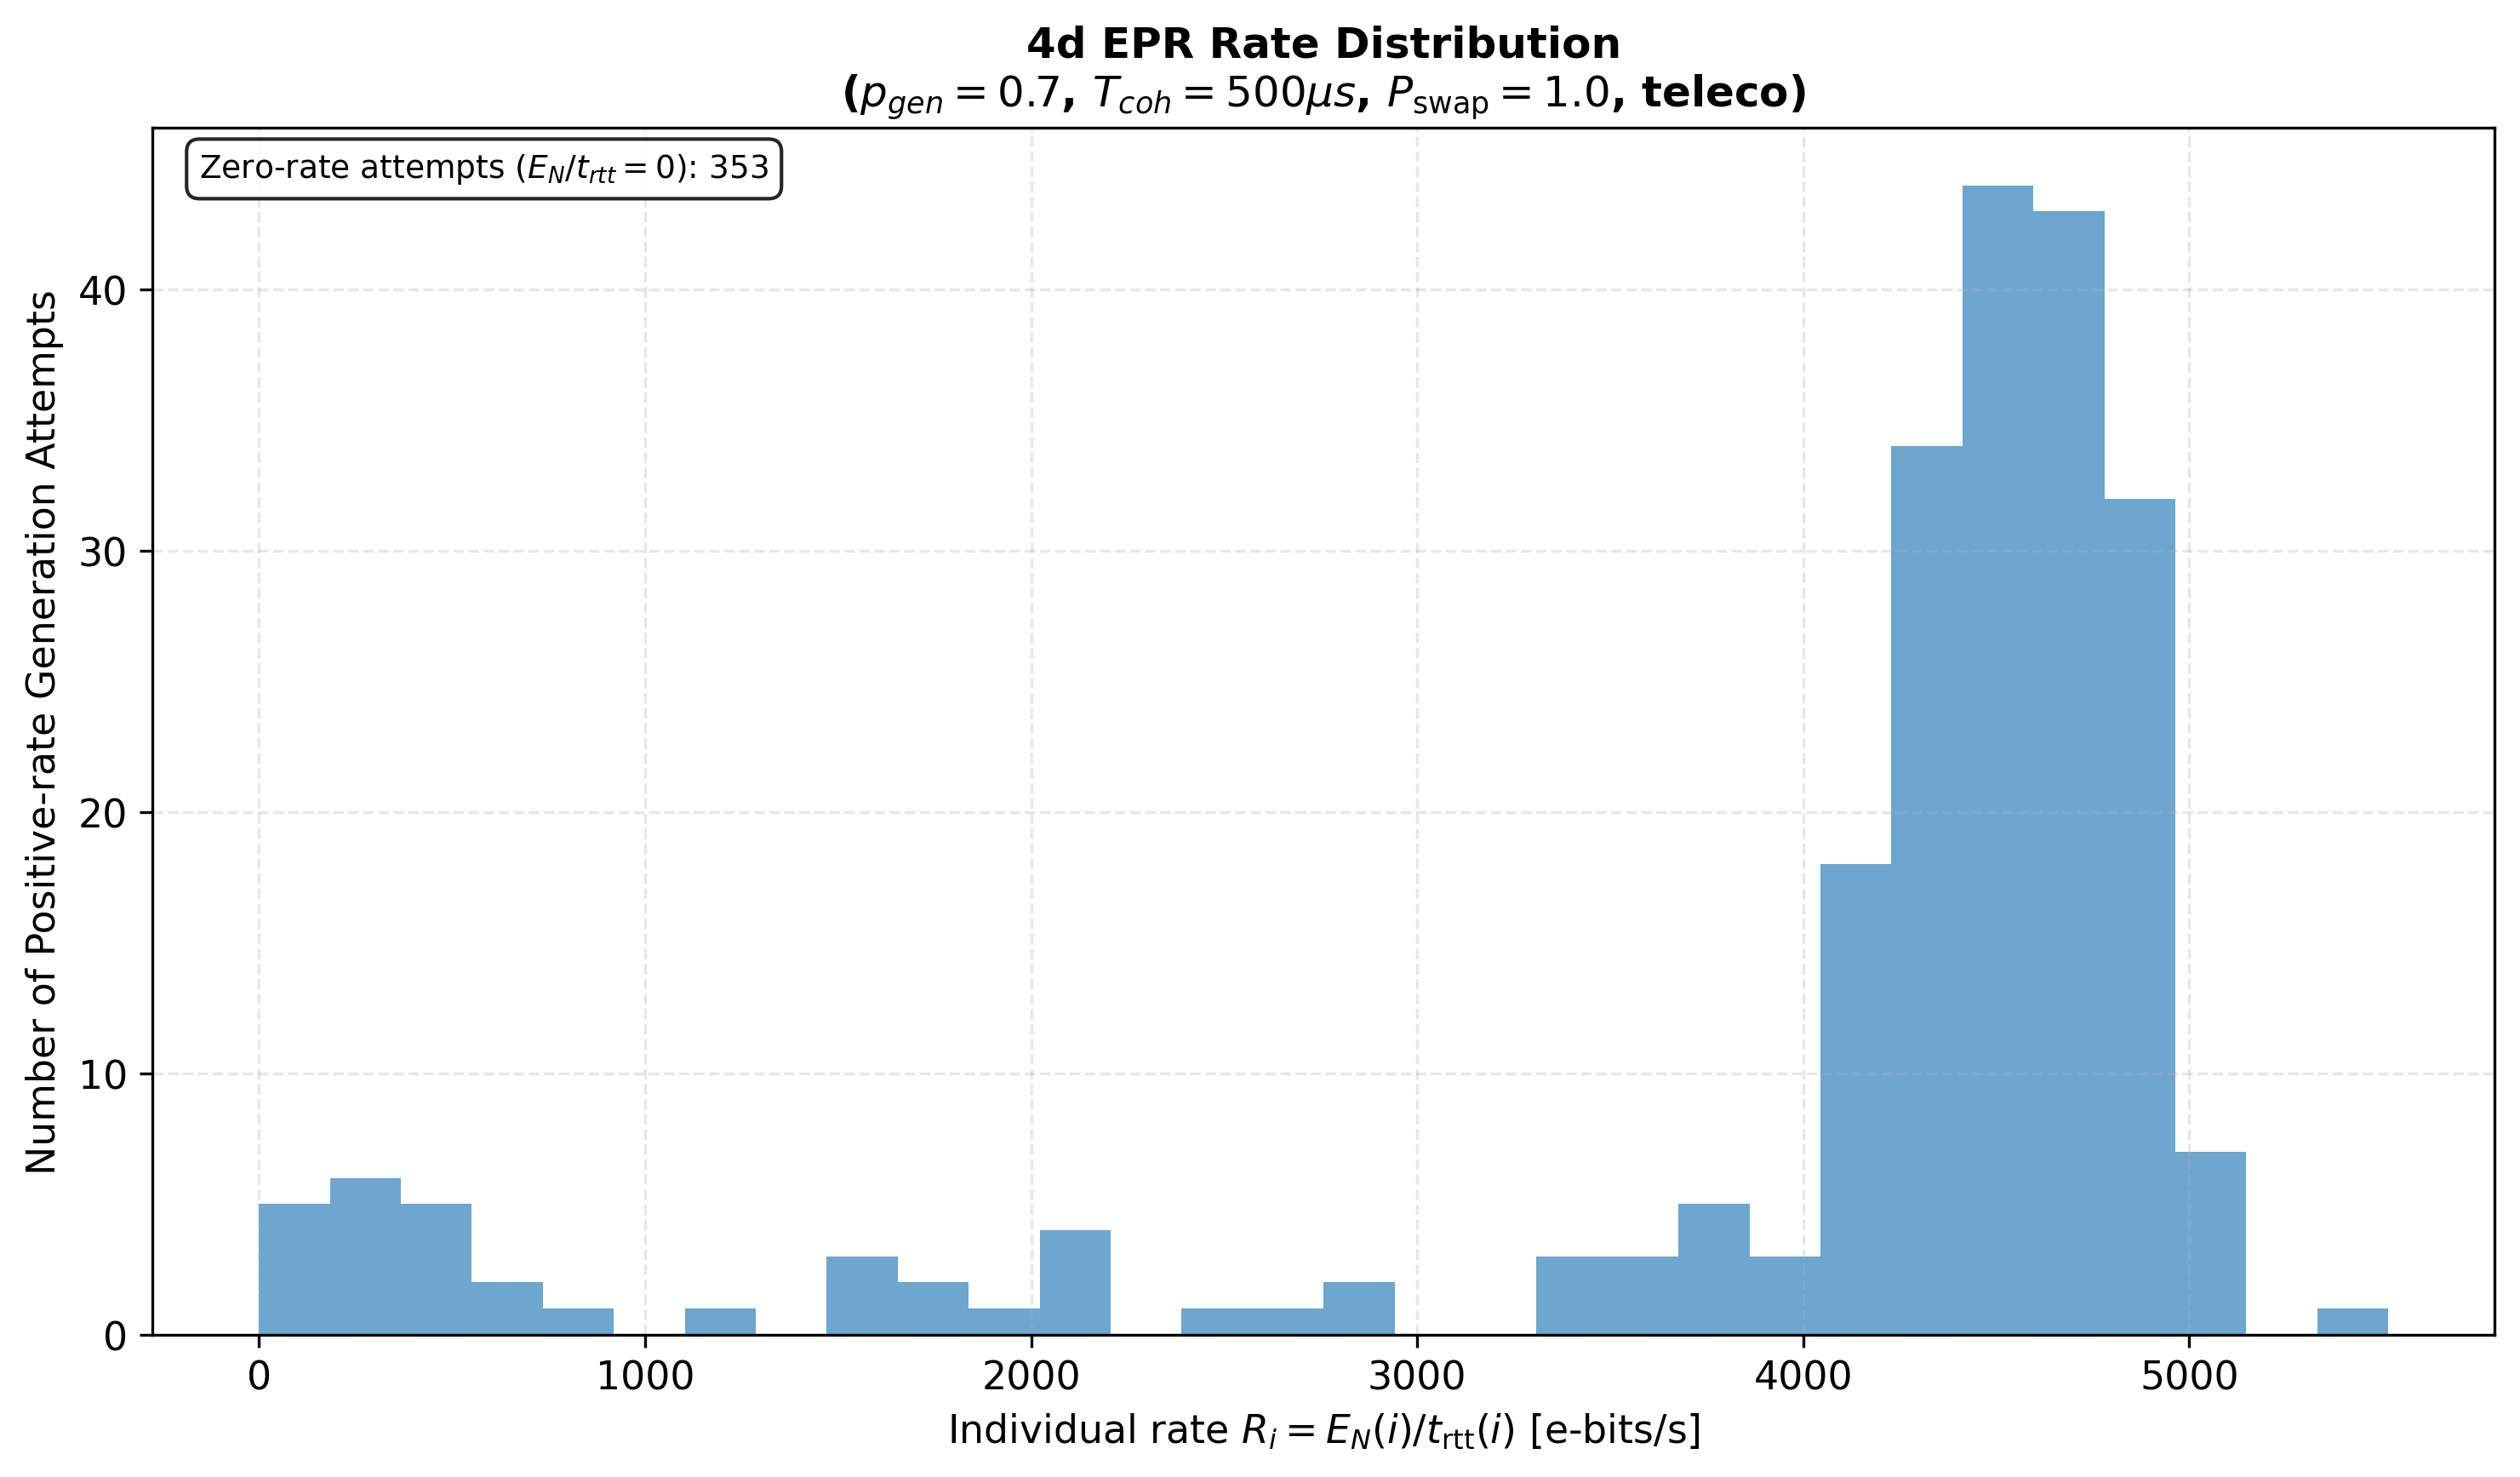 4d EPR Rate Distribution
(p_gen = 0.7, T_coh = 500μs, P_swap = 1.0, teleco)
Zero-rate attempts (E_N/t_rtt = 0): 353
Number of Positive-rate Generation Attempts
40
30
20
10
0
0 1000 2000 3000 4000 5000
Individual rate R_i = E_N(i)/t_rtt(i) [e-bits/s]